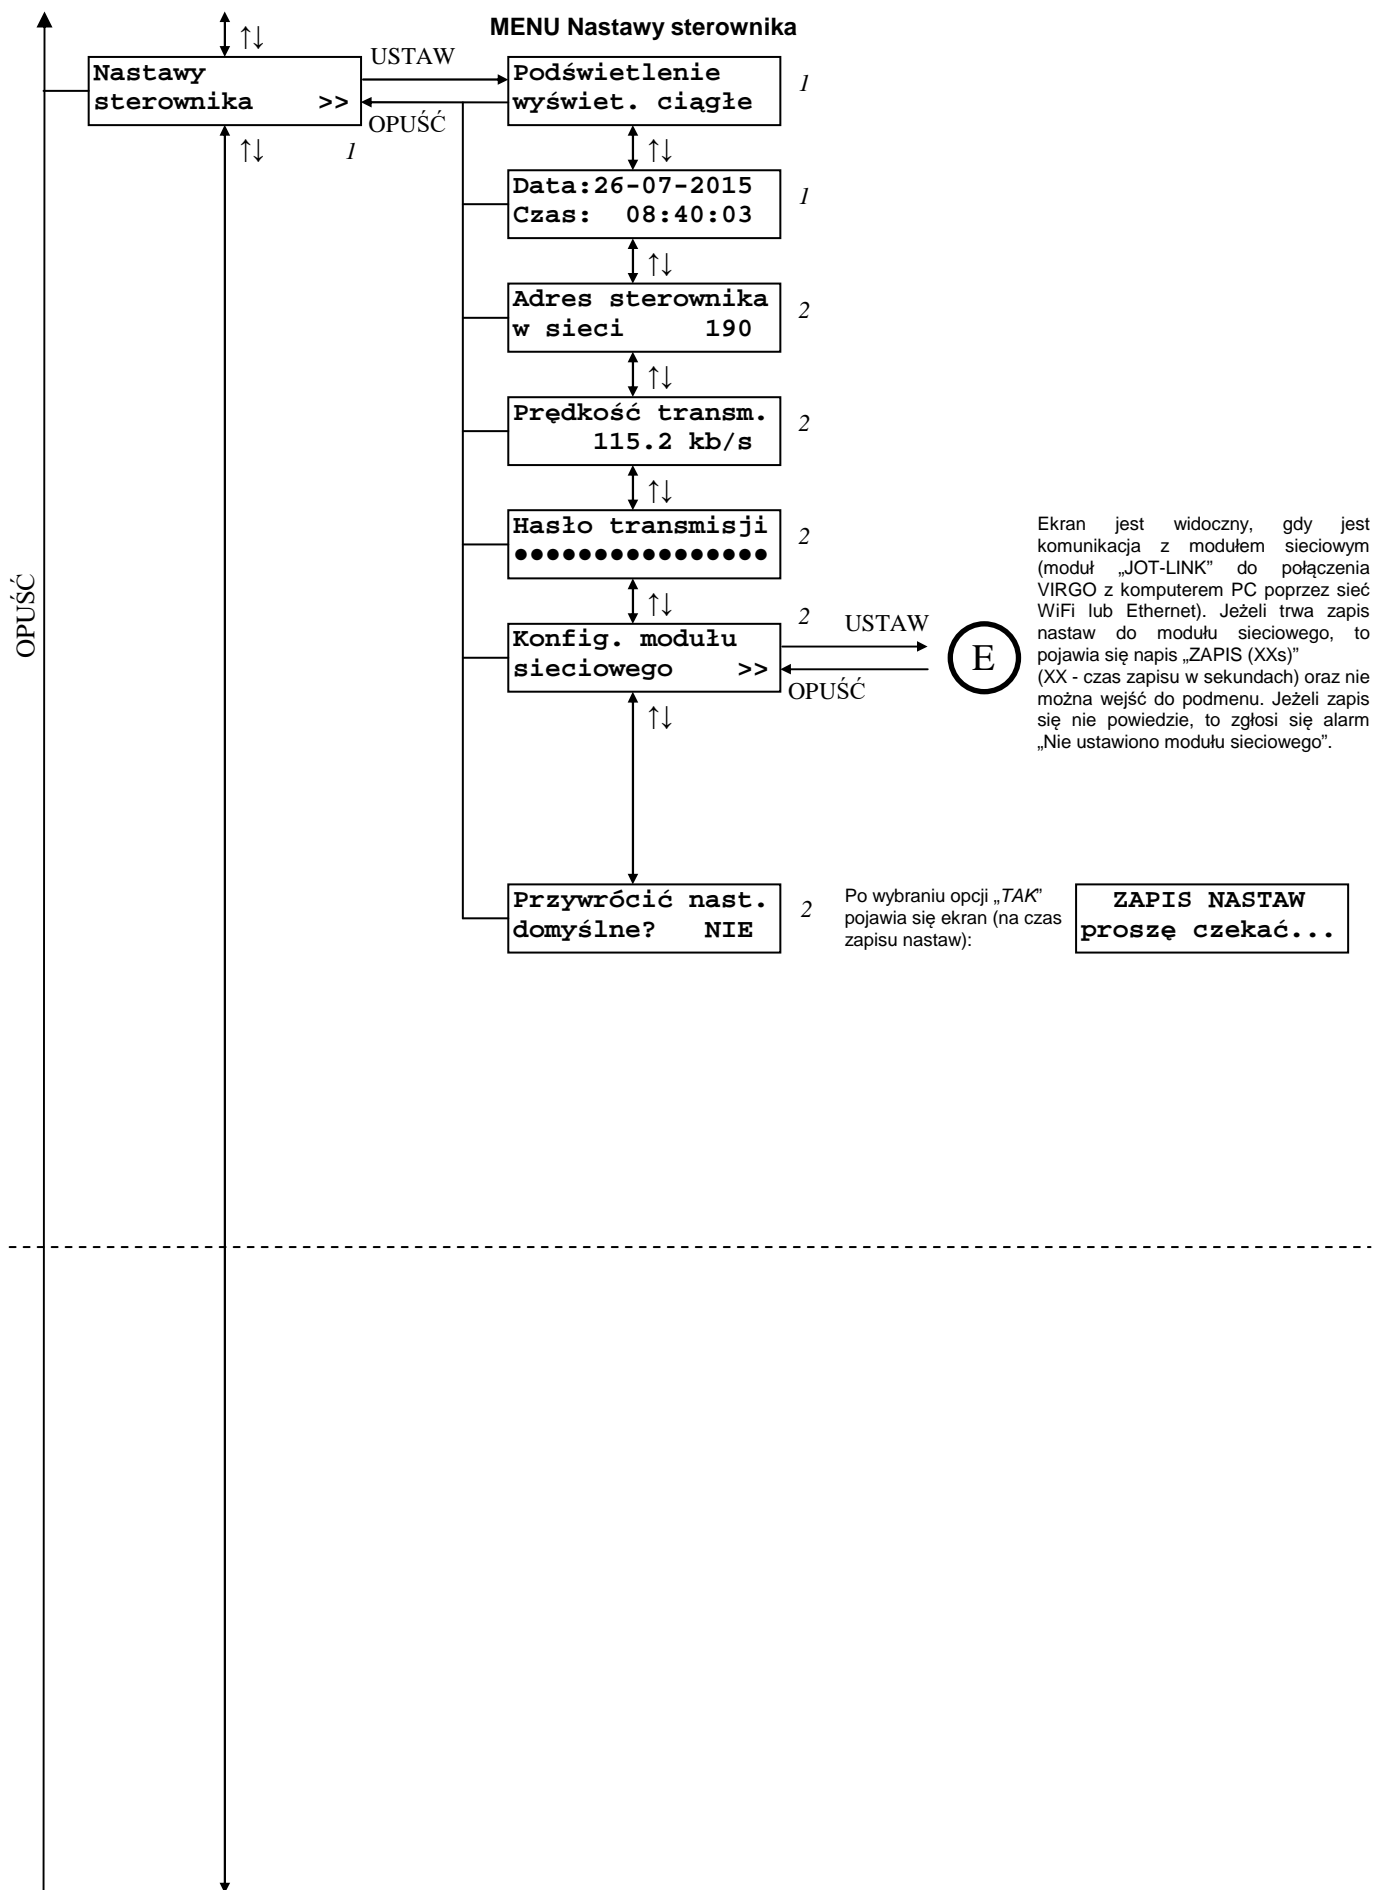 MENU Nastawy sterownika
↑↓
USTAW
Nastawy
sterownika >>
OPUŚĆ
↑↓ 1
Podświetlenie
wyświet. ciągłe
1
↑↓
Data:26-07-2015
Czas: 08:40:03
1
↑↓
Adres sterownika
w sieci 190
2
↑↓
Prędkość transm.
115.2 kb/s
2
↑↓
Hasło transmisji
●●●●●●●●●●●●●●●●
2
↑↓
Konfig. modułu
sieciowego >>
2
USTAW
OPUŚĆ
E
Ekran jest widoczny, gdy jest
komunikacja z modułem sieciowym
(moduł „JOT-LINK” do połączenia
VIRGO z komputerem PC poprzez sieć
WiFi lub Ethernet). Jeżeli trwa zapis
nastaw do modułu sieciowego, to
pojawia się napis „ZAPIS (XXs)”
(XX - czas zapisu w sekundach) oraz nie
można wejść do podmenu. Jeżeli zapis
się nie powiedzie, to zgłosi się alarm
„Nie ustawiono modułu sieciowego”.
↑↓
OPUŚĆ
Przywrócić nast.
domyślne? NIE
2
Po wybraniu opcji „TAK”
pojawia się ekran (na czas
zapisu nastaw):
ZAPIS NASTAW
proszę czekać...